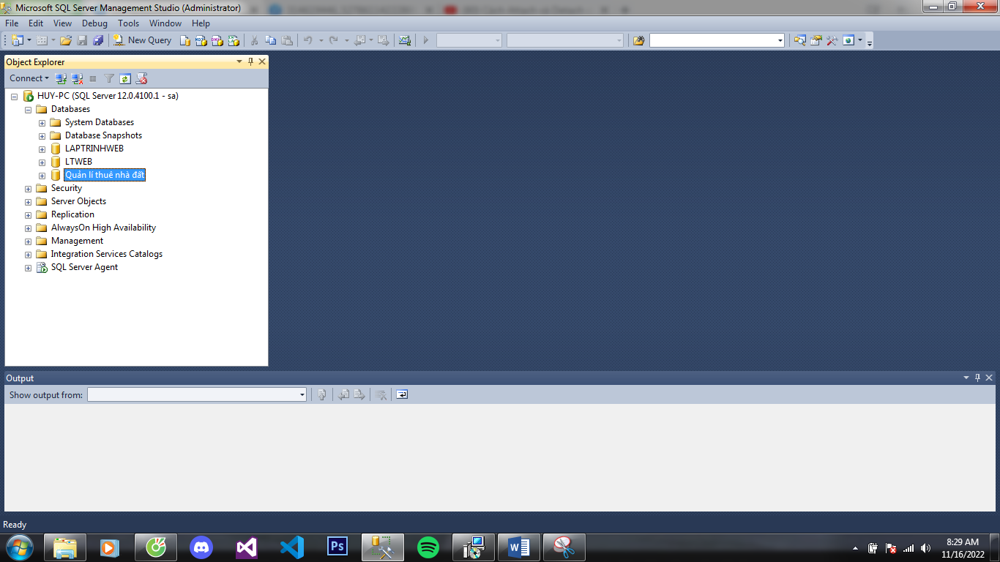 Microsoft SQL Server Management Studio (Administrator)
File Edit View Debug Tools Window Help
New Query
Object Explorer
Connect
HUY-PC (SQL Server 12.0.4100.1 - sa)
Databases
System Databases
Database Snapshots
LAPTRINHWEB
LTWEB
Quản lí thuê nhà đất
Security
Server Objects
Replication
AlwaysOn High Availability
Management
Integration Services Catalogs
SQL Server Agent
Output
Show output from:
Ready
Ps
W
8:29 AM
11/16/2022